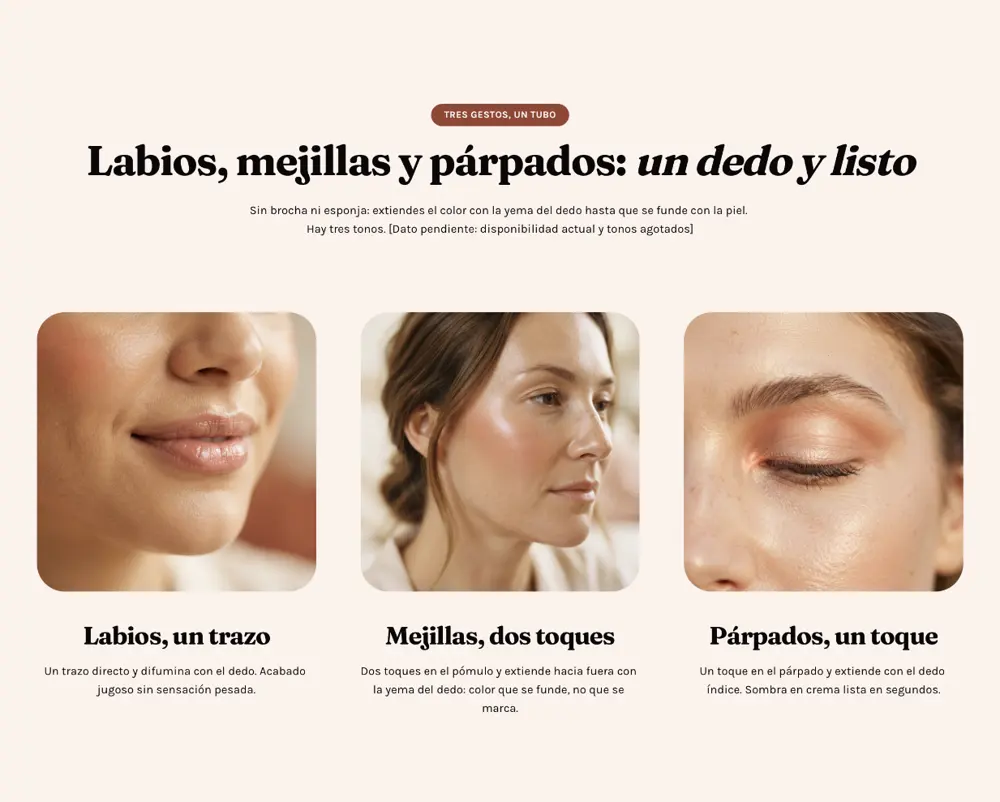 TRES GESTOS, UN TUBO
Labios, mejillas y párpados: un dedo y listo
Sin brocha ni esponja: extiendes el color con la yema del dedo hasta que se funde con la piel.
Hay tres tonos. [Dato pendiente: disponibilidad actual y tonos agotados]
Labios, un trazo
Un trazo directo y difumina con el dedo. Acabado
jugoso sin sensación pesada.
Mejillas, dos toques
Dos toques en el pómulo y extiende hacia fuera con
la yema del dedo: color que se funde, no que se
marca.
Párpados, un toque
Un toque en el párpado y extiende con el dedo
índice. Sombra en crema lista en segundos.